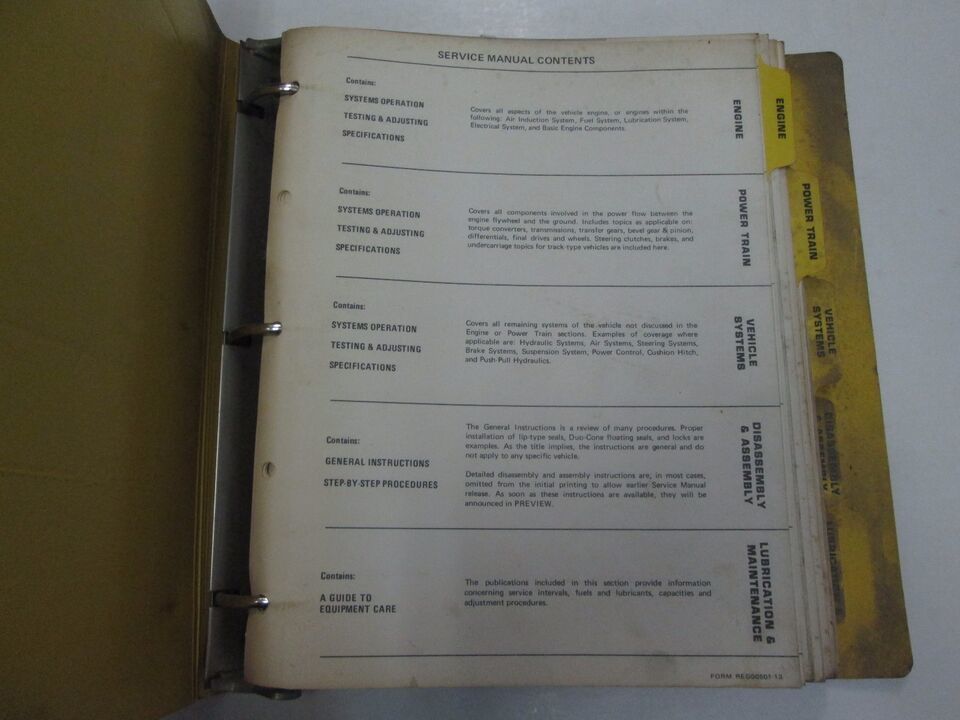 SERVICE MANUAL CONTENTS
Contains:
SYSTEMS OPERATION
TESTING & ADJUSTING
SPECIFICATIONS
Covers all aspects of the vehicle engine, or engines within the
following: Air Induction System, Fuel System, Lubrication System,
Electrical System, and Basic Engine Components.
ENGINE
Contains:
SYSTEMS OPERATION
TESTING & ADJUSTING
SPECIFICATIONS
Covers all components involved in the power flow between the
engine flywheel and the ground. Includes topics as applicable on:
torque converters, transmissions, transfer gears, bevel gear & pinion,
differentials, final drives and wheels. Steering clutches, brakes, and
undercarriage topics for track type vehicles are included here.
POWER TRAIN
Contains:
SYSTEMS OPERATION
TESTING & ADJUSTING
SPECIFICATIONS
Covers all remaining systems of the vehicle not discussed in the
Engine or Power Train sections. Examples of coverage where
applicable are: Hydraulic Systems, Air Systems, Steering Systems,
Brake Systems, Suspension System, Power Control, Cushion Hitch,
and Push-Pull Hydraulics.
VEHICLE
SYSTEMS
Contains:
GENERAL INSTRUCTIONS
STEP-BY-STEP PROCEDURES
The General Instructions is a review of many procedures. Proper
installation of lip-type seals, Duo-Cone floating seals, and locks are
examples. As the title implies, the instructions are general and do
not apply to any specific vehicle.
Detailed disassembly and assembly instructions are, in most cases,
omitted from the initial printing to allow earlier Service Manual
release. As soon as these instructions are available, they will be
announced in PREVIEW.
DISASSEMBLY
& ASSEMBLY
Contains:
A GUIDE TO
EQUIPMENT CARE
The publications included in this section provide information
concerning service intervals, fuels and lubricants, capacities and
adjustment procedures.
LUBRICATION &
MAINTENANCE
FORM REG00501-13
ENGINE
POWER TRAIN
VEHICLE
SYSTEMS
DISASSEMBLY
& ASSEMBLY